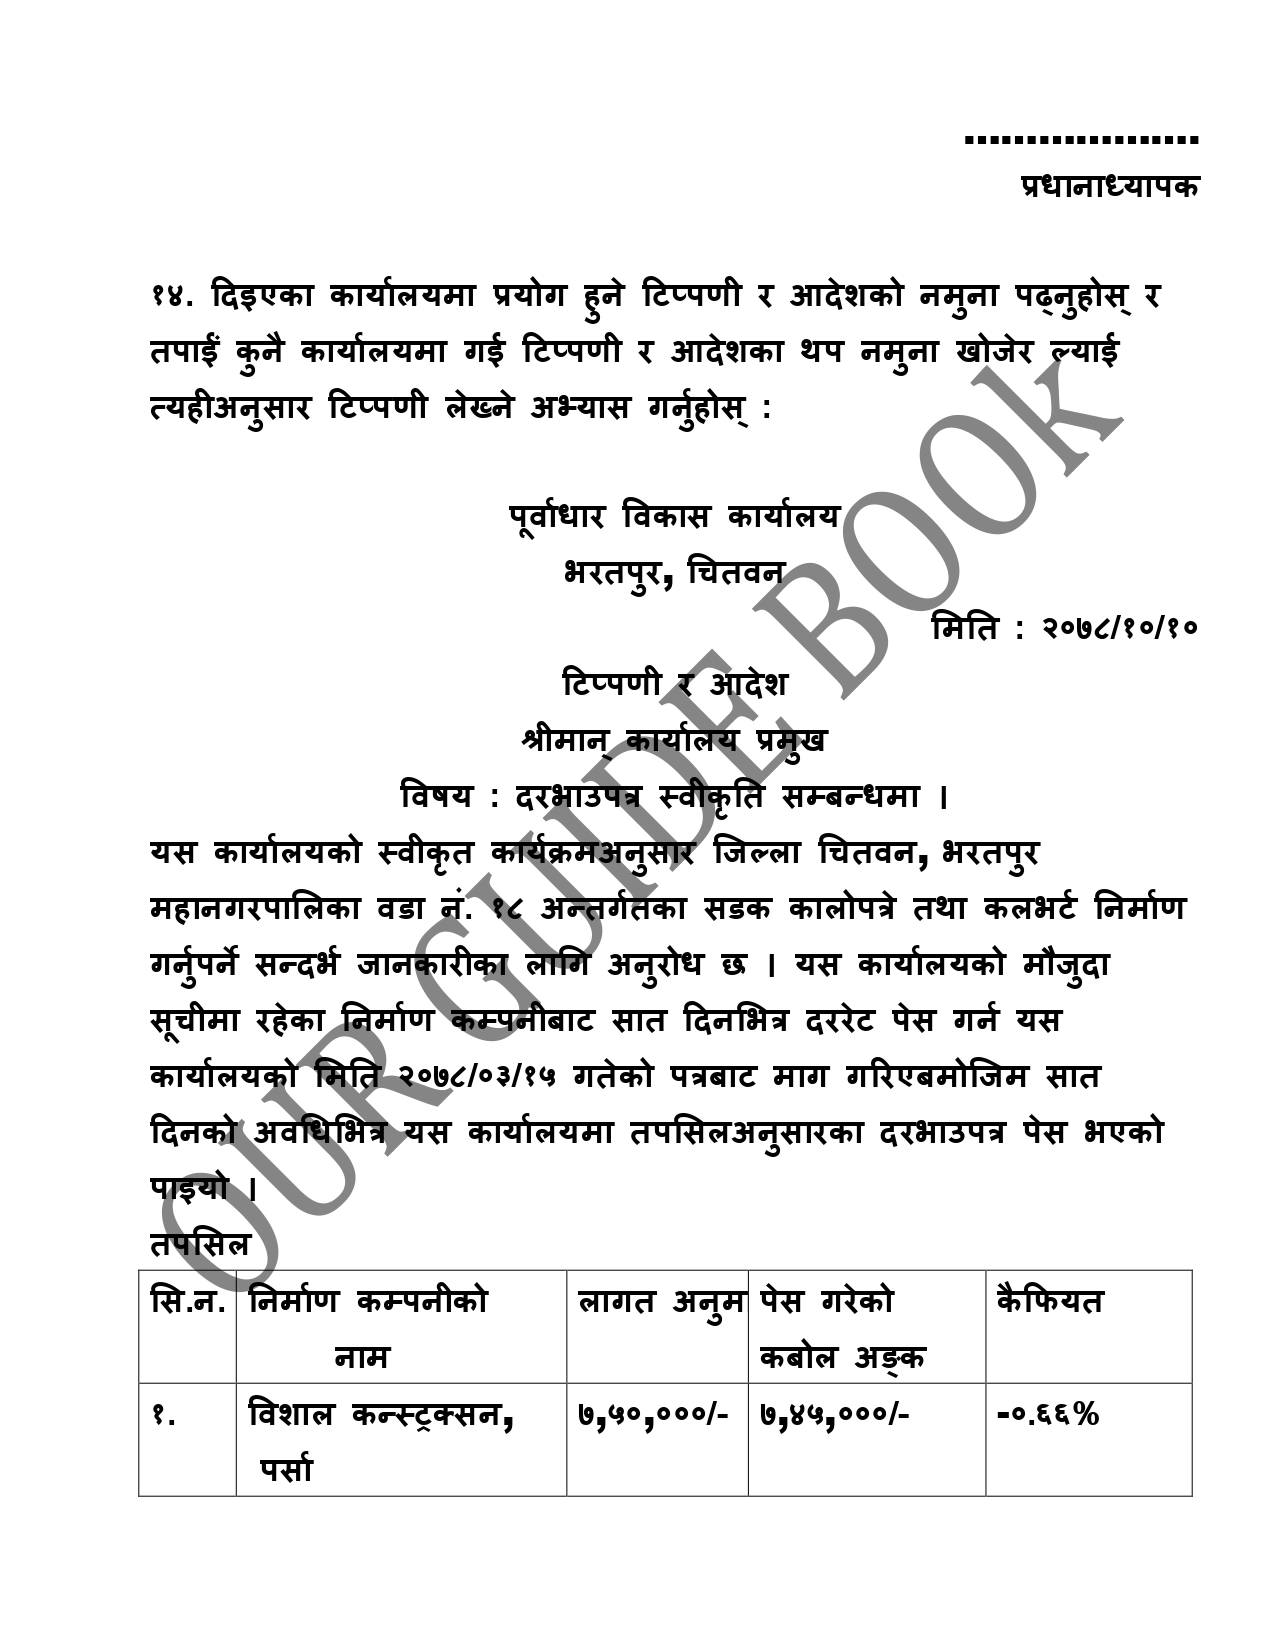 ...................
प्रधानाध्यापक
१४. दिइएका कार्यालयमा प्रयोग हुने टिप्पणी र आदेशको नमुना पढ्नुहोस् र
तपाईं कुनै कार्यालयमा गई टिप्पणी र आदेशका थप नमुना खोजेर ल्याई
त्यहीअनुसार टिप्पणी लेख्ने अभ्यास गर्नुहोस् :
पूर्वाधार विकास कार्यालय
भरतपुर, चितवन
मिति : २०७८/१०/१०
टिप्पणी र आदेश
श्रीमान् कार्यालय प्रमुख
विषय : दरभाउपत्र स्वीकृति सम्बन्धमा ।
यस कार्यालयको स्वीकृत कार्यक्रमअनुसार जिल्ला चितवन, भरतपुर
महानगरपालिका वडा नं. १८ अन्तर्गतका सडक कालोपत्रे तथा कलभर्ट निर्माण
गर्नुपर्ने सन्दर्भ जानकारीका लागि अनुरोध छ । यस कार्यालयको मौजुदा
सूचीमा रहेका निर्माण कम्पनीबाट सात दिनभित्र दररेट पेस गर्न यस
कार्यालयको मिति २०७८/०३/१५ गतेको पत्रबाट माग गरिएबमोजिम सात
दिनको अवधिभित्र यस कार्यालयमा तपसिलअनुसारका दरभाउपत्र पेस भएको
पाइयो ।
तपसिल
सि.न. निर्माण कम्पनीको लागत अनुम पेस गरेको कैफियत
नाम कबोल अङ्क
१. विशाल कन्स्ट्रक्सन, ७,५०,०००/- ७,४५,०००/- -०.६६%
पर्सा
OUR GUIDE BOOk